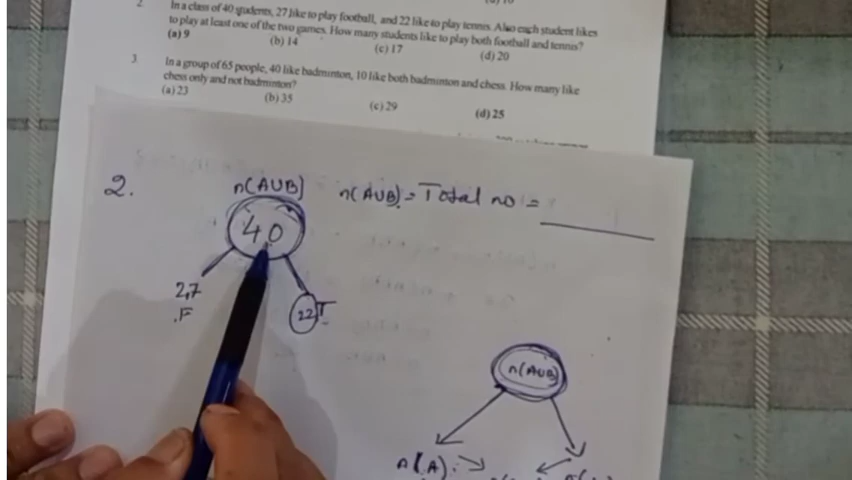 2. In a class of 40 students, 27 like to play football, and 22 like to play tennis. Also each student likes
to play at least one of the two games. How many students like to play both football and tennis?
(a) 9 (b) 14 (c) 17 (d) 20
3. In a group of 65 people, 40 like badminton, 10 like both badminton and chess. How many like
chess only and not badminton?
(a) 23 (b) 35 (c) 29 (d) 25
2. n(AUB) n(AUB) = Total no =
40
27 22 T
.F
n(AUB)
n(A)